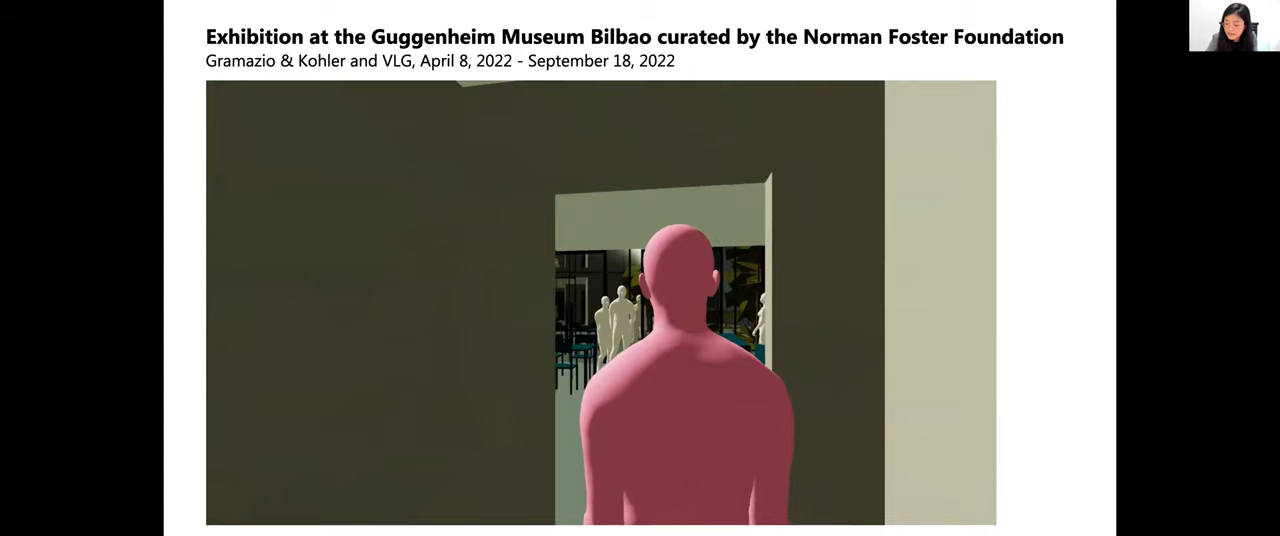 Exhibition at the Guggenheim Museum Bilbao curated by the Norman Foster Foundation
Gramazio & Kohler and VLG, April 8, 2022 - September 18, 2022